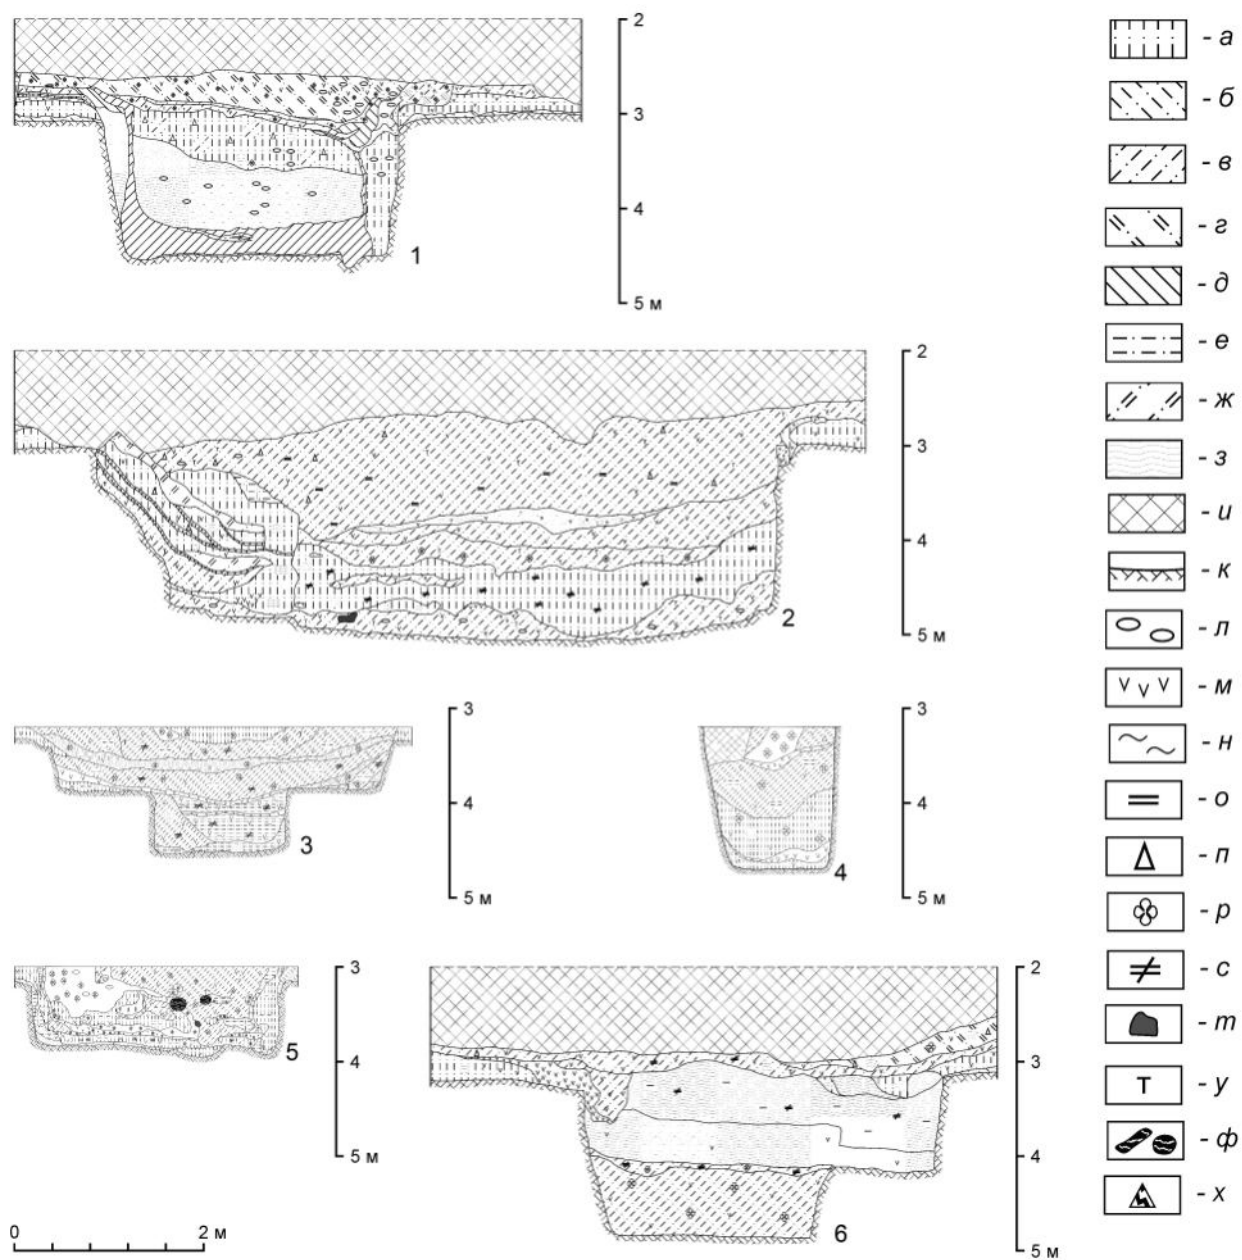 2
3
4
5 м
1
2
3
4
5 м
2
3
4
5 м
3
3
4
5 м
4
3
4
5 м
5
2
3
4
5 м
6
0 2 м
- а
- б
- в
- г
- д
- е
- ж
- з
- и
- к
- л
- м
- н
- о
- п
- р
- с
- т
т - у
- ф
- х